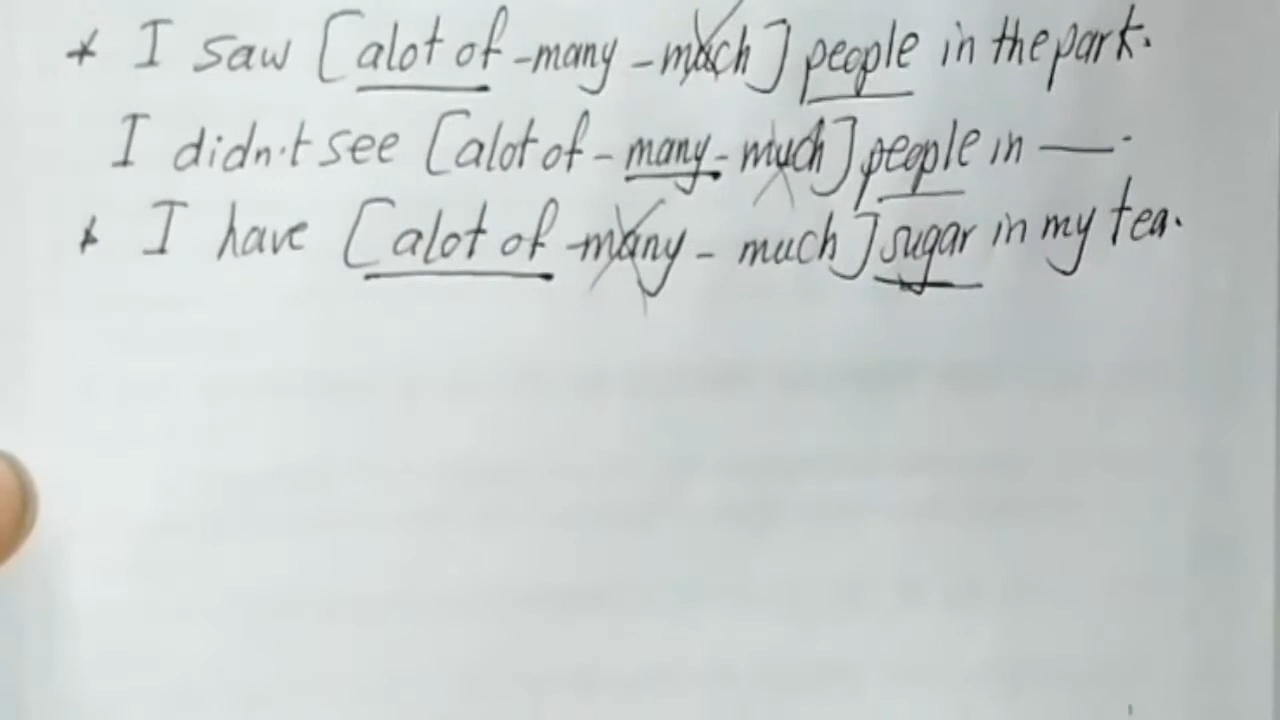 * I saw [alot of - many - much] people in the park.
I didn't see [alot of - many - much] people in —.
* I have [alot of - many - much] sugar in my tea.